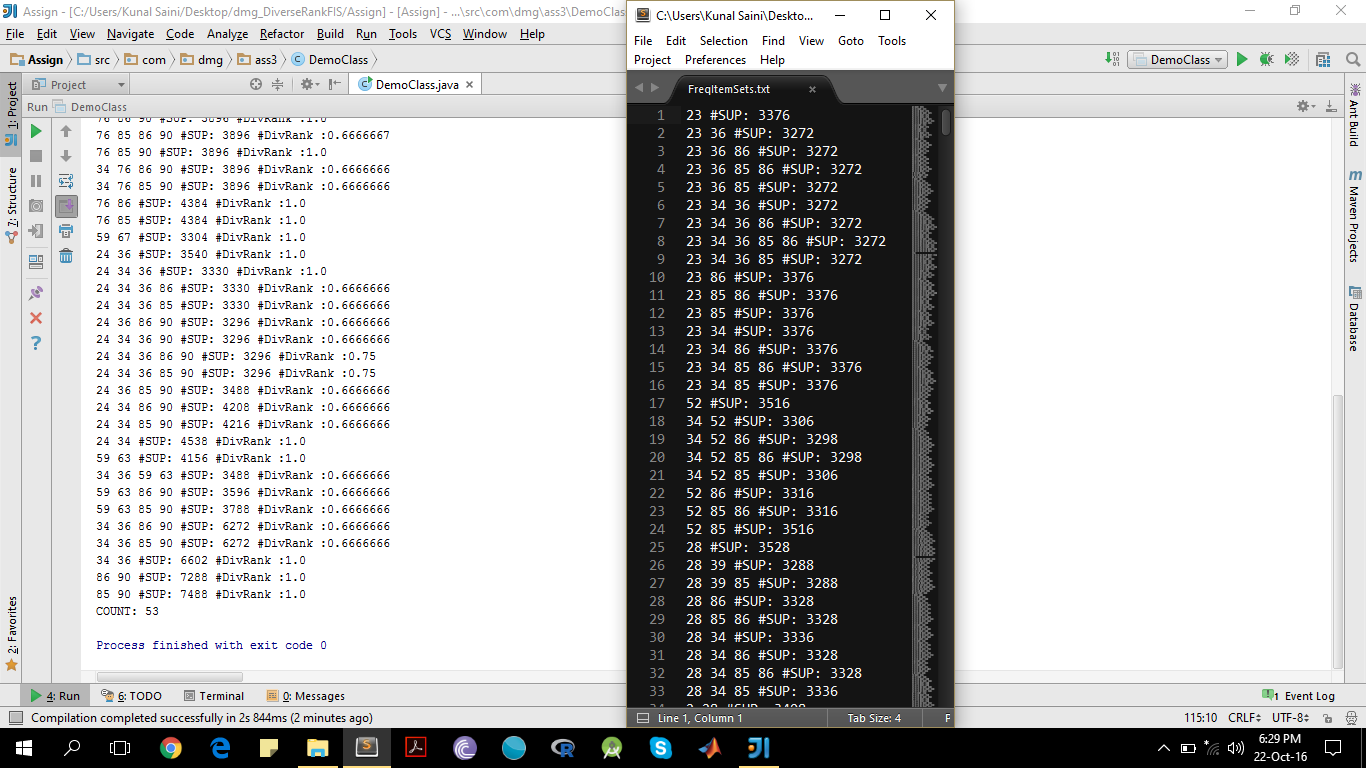 Assign - [C:/Users/Kunal Saini/Desktop/dmg_DiverseRankFIS/Assign] - [Assign] - ...\src\com\dmg\ass3\DemoClas
File Edit View Navigate Code Analyze Refactor Build Run Tools VCS Window Help
Assign src com dmg ass3 DemoClass
DemoClass
Project
DemoClass.java
Run DemoClass
1: Project
7: Structure
2: Favorites
76 86 90 #SUP: 3896 #DivRank :1.0
76 85 86 90 #SUP: 3896 #DivRank :0.6666667
76 85 90 #SUP: 3896 #DivRank :1.0
34 76 86 90 #SUP: 3896 #DivRank :0.6666666
34 76 85 90 #SUP: 3896 #DivRank :0.6666666
76 86 #SUP: 4384 #DivRank :1.0
76 85 #SUP: 4384 #DivRank :1.0
59 67 #SUP: 3304 #DivRank :1.0
24 36 #SUP: 3540 #DivRank :1.0
24 34 36 #SUP: 3330 #DivRank :1.0
24 34 36 86 #SUP: 3330 #DivRank :0.6666666
24 34 36 85 #SUP: 3330 #DivRank :0.6666666
24 36 86 90 #SUP: 3296 #DivRank :0.6666666
24 34 36 90 #SUP: 3296 #DivRank :0.6666666
24 34 36 86 90 #SUP: 3296 #DivRank :0.75
24 34 36 85 90 #SUP: 3296 #DivRank :0.75
24 36 85 90 #SUP: 3488 #DivRank :0.6666666
24 34 86 90 #SUP: 4208 #DivRank :0.6666666
24 34 85 90 #SUP: 4216 #DivRank :0.6666666
24 34 #SUP: 4538 #DivRank :1.0
59 63 #SUP: 4156 #DivRank :1.0
34 36 59 63 #SUP: 3488 #DivRank :0.6666666
59 63 86 90 #SUP: 3596 #DivRank :0.6666666
59 63 85 90 #SUP: 3788 #DivRank :0.6666666
34 36 86 90 #SUP: 6272 #DivRank :0.6666666
34 36 85 90 #SUP: 6272 #DivRank :0.6666666
34 36 #SUP: 6602 #DivRank :1.0
86 90 #SUP: 7288 #DivRank :1.0
85 90 #SUP: 7488 #DivRank :1.0
COUNT: 53
Process finished with exit code 0
C:\Users\Kunal Saini\Deskto...
File Edit Selection Find View Goto Tools
Project Preferences Help
FreqItemSets.txt
1 23 #SUP: 3376
2 23 36 #SUP: 3272
3 23 36 86 #SUP: 3272
4 23 36 85 86 #SUP: 3272
5 23 36 85 #SUP: 3272
6 23 34 36 #SUP: 3272
7 23 34 36 86 #SUP: 3272
8 23 34 36 85 86 #SUP: 3272
9 23 34 36 85 #SUP: 3272
10 23 86 #SUP: 3376
11 23 85 86 #SUP: 3376
12 23 85 #SUP: 3376
13 23 34 #SUP: 3376
14 23 34 86 #SUP: 3376
15 23 34 85 86 #SUP: 3376
16 23 34 85 #SUP: 3376
17 52 #SUP: 3516
18 34 52 #SUP: 3306
19 34 52 86 #SUP: 3298
20 34 52 85 86 #SUP: 3298
21 34 52 85 #SUP: 3306
22 52 86 #SUP: 3316
23 52 85 86 #SUP: 3316
24 52 85 #SUP: 3516
25 28 #SUP: 3528
26 28 39 #SUP: 3288
27 28 39 85 #SUP: 3288
28 28 86 #SUP: 3328
29 28 85 86 #SUP: 3328
30 28 34 #SUP: 3336
31 28 34 86 #SUP: 3328
32 28 34 85 86 #SUP: 3328
33 28 34 85 #SUP: 3336
Line 1, Column 1 Tab Size: 4 P
Ant Build
Maven Projects
Database
4: Run 6: TODO Terminal 0: Messages
1 Event Log
Compilation completed successfully in 2s 844ms (2 minutes ago)
115:10 CRLF UTF-8
6:29 PM
22-Oct-16